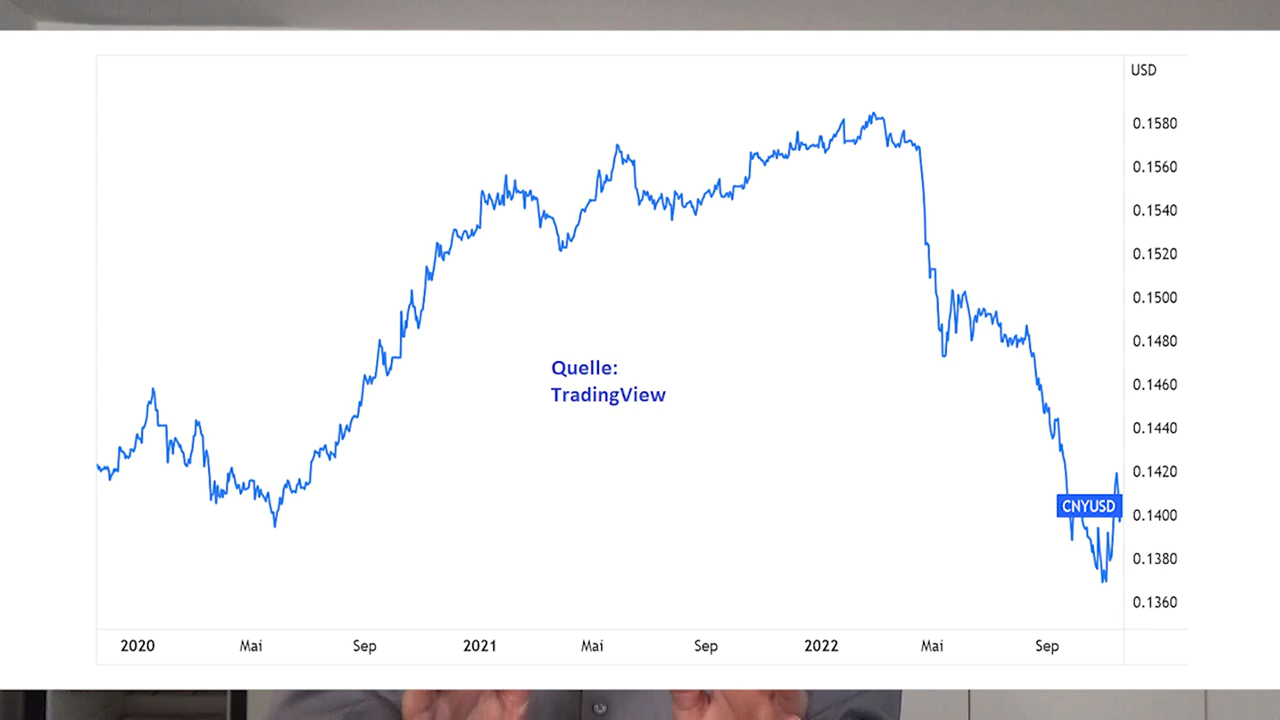 USD
0.1580
0.1560
0.1540
0.1520
0.1500
0.1480
0.1460
0.1440
0.1420
0.1400
0.1380
0.1360
Quelle:
TradingView
CNYUSD
2020 Mai Sep 2021 Mai Sep 2022 Mai Sep